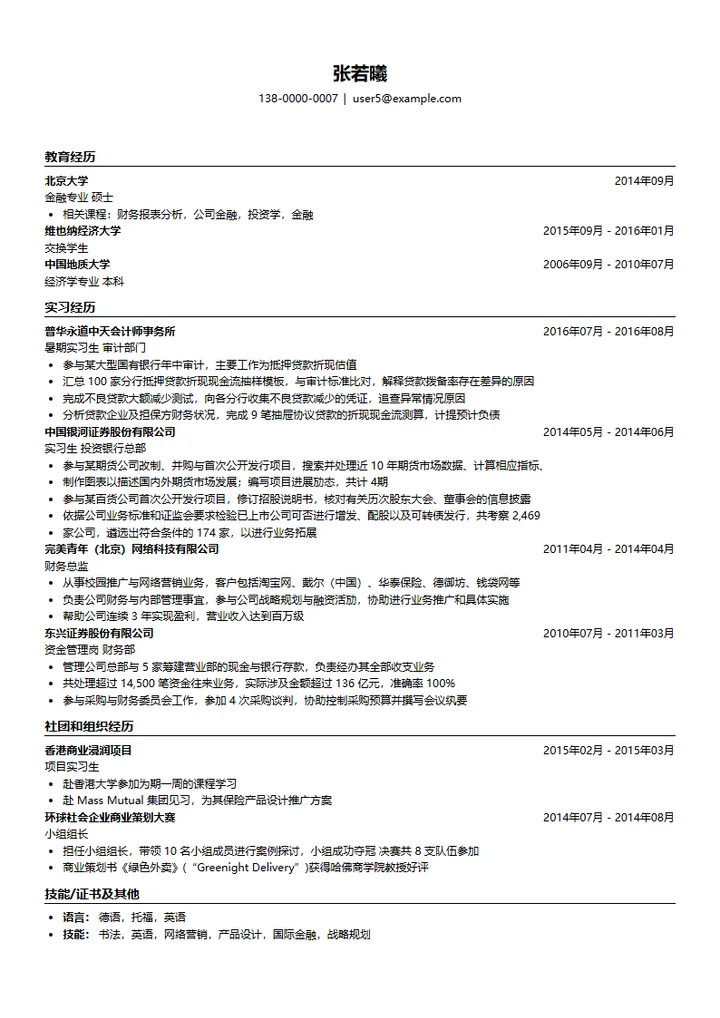 张若曦
138-0000-0007 | user5@example.com
教育经历
北京大学 2014年09月
金融专业 硕士
• 相关课程：财务报表分析，公司金融，投资学，金融
维也纳经济大学 2015年09月 - 2016年01月
交换学生
中国地质大学 2006年09月 - 2010年07月
经济学专业 本科
实习经历
普华永道中天会计师事务所 2016年07月 - 2016年08月
暑期实习生 审计部门
• 参与某大型国有银行年中审计，主要工作为抵押贷款折现估值
• 汇总 100 家分行抵押贷款折现现金流抽样模板，与审计标准比对，解释贷款拨备率存在差异的原因
• 完成不良贷款大额减少测试，向各分行收集不良贷款减少的凭证，追查异常情况原因
• 分析贷款企业及担保方财务状况，完成 9 笔抽屉协议贷款的折现现金流测算，计提预计负债
中国银河证券股份有限公司 2014年05月 - 2014年06月
实习生 投资银行总部
• 参与某期货公司改制、并购与首次公开发行项目，搜索并处理近 10 年期货市场数据、计算相应指标、
• 制作图表以描述国内外期货市场发展；编写项目进展励态，共计 4期
• 参与某百货公司首次公开发行项目，修订招股说明书，核对有关历次股东大会、董事会的信息披露
• 依据公司业务标准和证监会要求检验已上市公司可否进行增发、配股以及可转债发行，共考察 2,469
• 家公司，遴选出符合条件的 174 家，以进行业务拓展
完美青年（北京）网络科技有限公司 2011年04月 - 2014年04月
财务总监
• 从事校园推广与网络营销业务，客户包括淘宝网、戴尔（中国）、华泰保险、德御坊、钱袋网等
• 负责公司财务与内部管理事宜，参与公司战略规划与融资活励，协助进行业务推广和具体实施
• 帮助公司连续 3 年实现盈利，营业收入达到百万级
东兴证券股份有限公司 2010年07月 - 2011年03月
资金管理岗 财务部
• 管理公司总部与 5 家筹建营业部的现金与银行存款，负责经办其全部收支业务
• 共处理超过 14,500 笔资金往来业务，实际涉及金额超过 136 亿元，准确率 100%
• 参与采购与财务委员会工作，参加 4 次采购谈判，协助控制采购预算并撰写会议纨要
社团和组织经历
香港商业浸润项目 2015年02月 - 2015年03月
项目实习生
• 赴香港大学参加为期一周的课程学习
• 赴 Mass Mutual 集团见习，为其保险产品设计推广方案
环球社会企业商业策划大赛 2014年07月 - 2014年08月
小组组长
• 担任小组组长，带领 10 名小组成员进行案例探讨，小组成功夺冠 决赛共 8 支队伍参加
• 商业策划书《绿色外卖》(“Greenight Delivery”)获得哈佛商学院教授好评
技能/证书及其他
• 语言： 德语，托福，英语
• 技能： 书法，英语，网络营销，产品设计，国际金融，战略规划